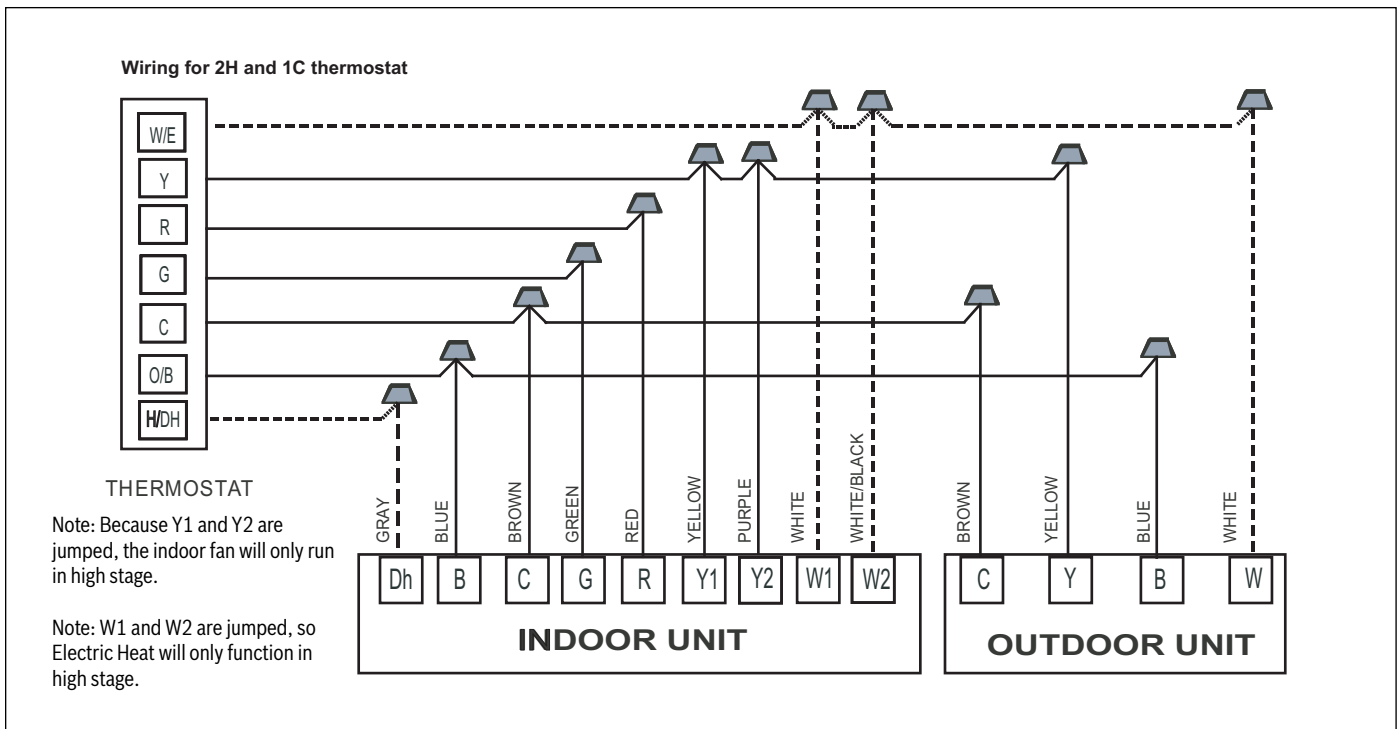 Wiring for 2H and 1C thermostat
W/E
Y
R
G
C
O/B
H/DH
THERMOSTAT
Note: Because Y1 and Y2 are
jumped, the indoor fan will only run
in high stage.
Note: W1 and W2 are jumped, so
Electric Heat will only function in
high stage.
GRAY
BLUE
BROWN
GREEN
RED
YELLOW
PURPLE
WHITE
WHITE/BLACK
BROWN
YELLOW
BLUE
WHITE
Dh B C G R Y1 Y2 W1 W2
INDOOR UNIT
C Y B W
OUTDOOR UNIT